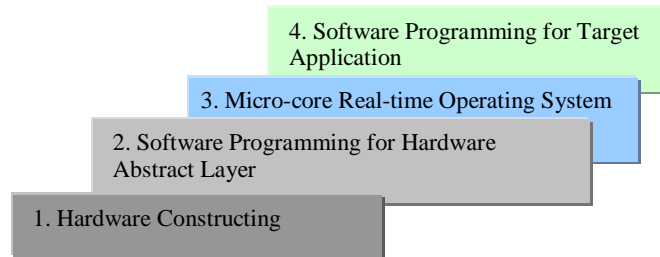 4. Software Programming for Target
Application
3. Micro-core Real-time Operating System
2. Software Programming for Hardware
Abstract Layer
1. Hardware Constructing